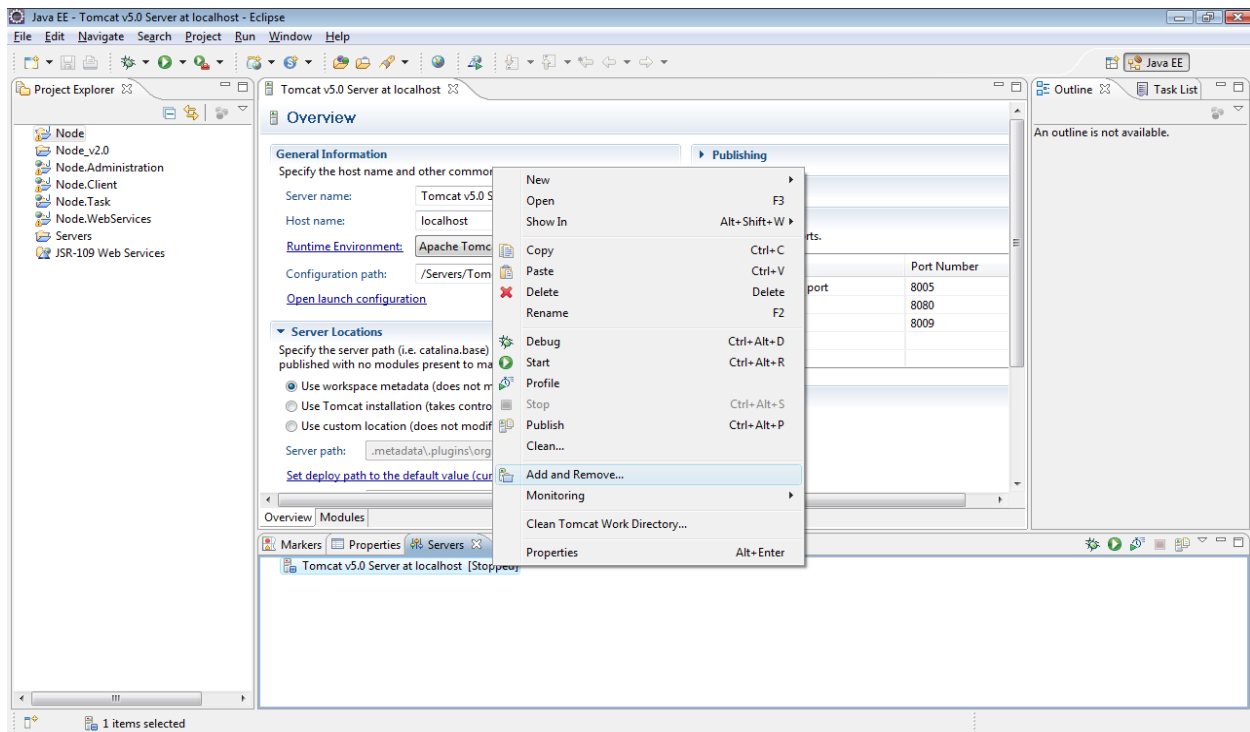 Java EE - Tomcat v5.0 Server at localhost - Eclipse
File Edit Navigate Search Project Run Window Help
Java EE
Project Explorer
Node
Node_v2.0
Node.Administration
Node.Client
Node.Task
Node.WebServices
Servers
JSR-109 Web Services
Tomcat v5.0 Server at localhost
Overview
General Information
Specify the host name and other common
Server name: Tomcat v5.0 S
Host name: localhost
Runtime Environment: Apache Tomc
Configuration path: /Servers/Tom
Open launch configuration
Server Locations
Specify the server path (i.e. catalina.base)
published with no modules present to ma
Use workspace metadata (does not m
Use Tomcat installation (takes contro
Use custom location (does not modif
Server path: .metadata\.plugins\org
Set deploy path to the default value (cur
Publishing
rts.
Port Number
port 8005
8080
8009
Overview Modules
New
Open F3
Show In Alt+Shift+W
Copy Ctrl+C
Paste Ctrl+V
Delete Delete
Rename F2
Debug Ctrl+Alt+D
Start Ctrl+Alt+R
Profile
Stop Ctrl+Alt+S
Publish Ctrl+Alt+P
Clean...
Add and Remove...
Monitoring
Clean Tomcat Work Directory...
Properties Alt+Enter
Outline Task List
An outline is not available.
Markers Properties Servers
Tomcat v5.0 Server at localhost [Stopped]
1 items selected